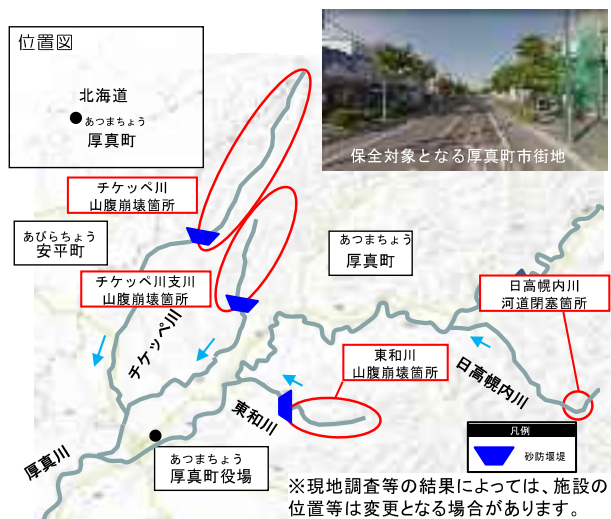 位置図
北海道
あつまちょう
厚真町
保全対象となる厚真町市街地
チケッペ川
山腹崩壊箇所
あびらちょう
安平町
あつまちょう
厚真町
チケッペ川支川
山腹崩壊箇所
日高幌内川
河道閉塞箇所
チケッペ川
東和川
山腹崩壊箇所
日高幌内川
東和川
厚真川
あつまちょう
厚真町役場
凡例
砂防堰堤
※現地調査等の結果によっては、施設の
位置等は変更となる場合があります。